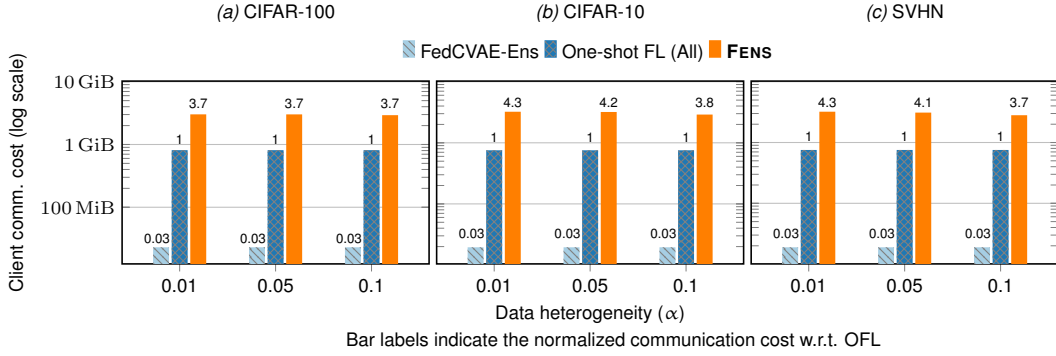 (a) CIFAR-100 (b) CIFAR-10 (c) SVHN
FedCVAE-Ens One-shot FL (All) FENS
Client comm. cost (log scale)
10 GiB
1 GiB
100 MiB
0.03 1 3.7 0.03 1 3.7 0.03 1 3.7
0.03 1 4.3 0.03 1 4.2 0.03 1 3.8
0.03 1 4.3 0.03 1 4.1 0.03 1 3.7
0.01 0.05 0.1 0.01 0.05 0.1 0.01 0.05 0.1
Data heterogeneity (α)
Bar labels indicate the normalized communication cost w.r.t. OFL